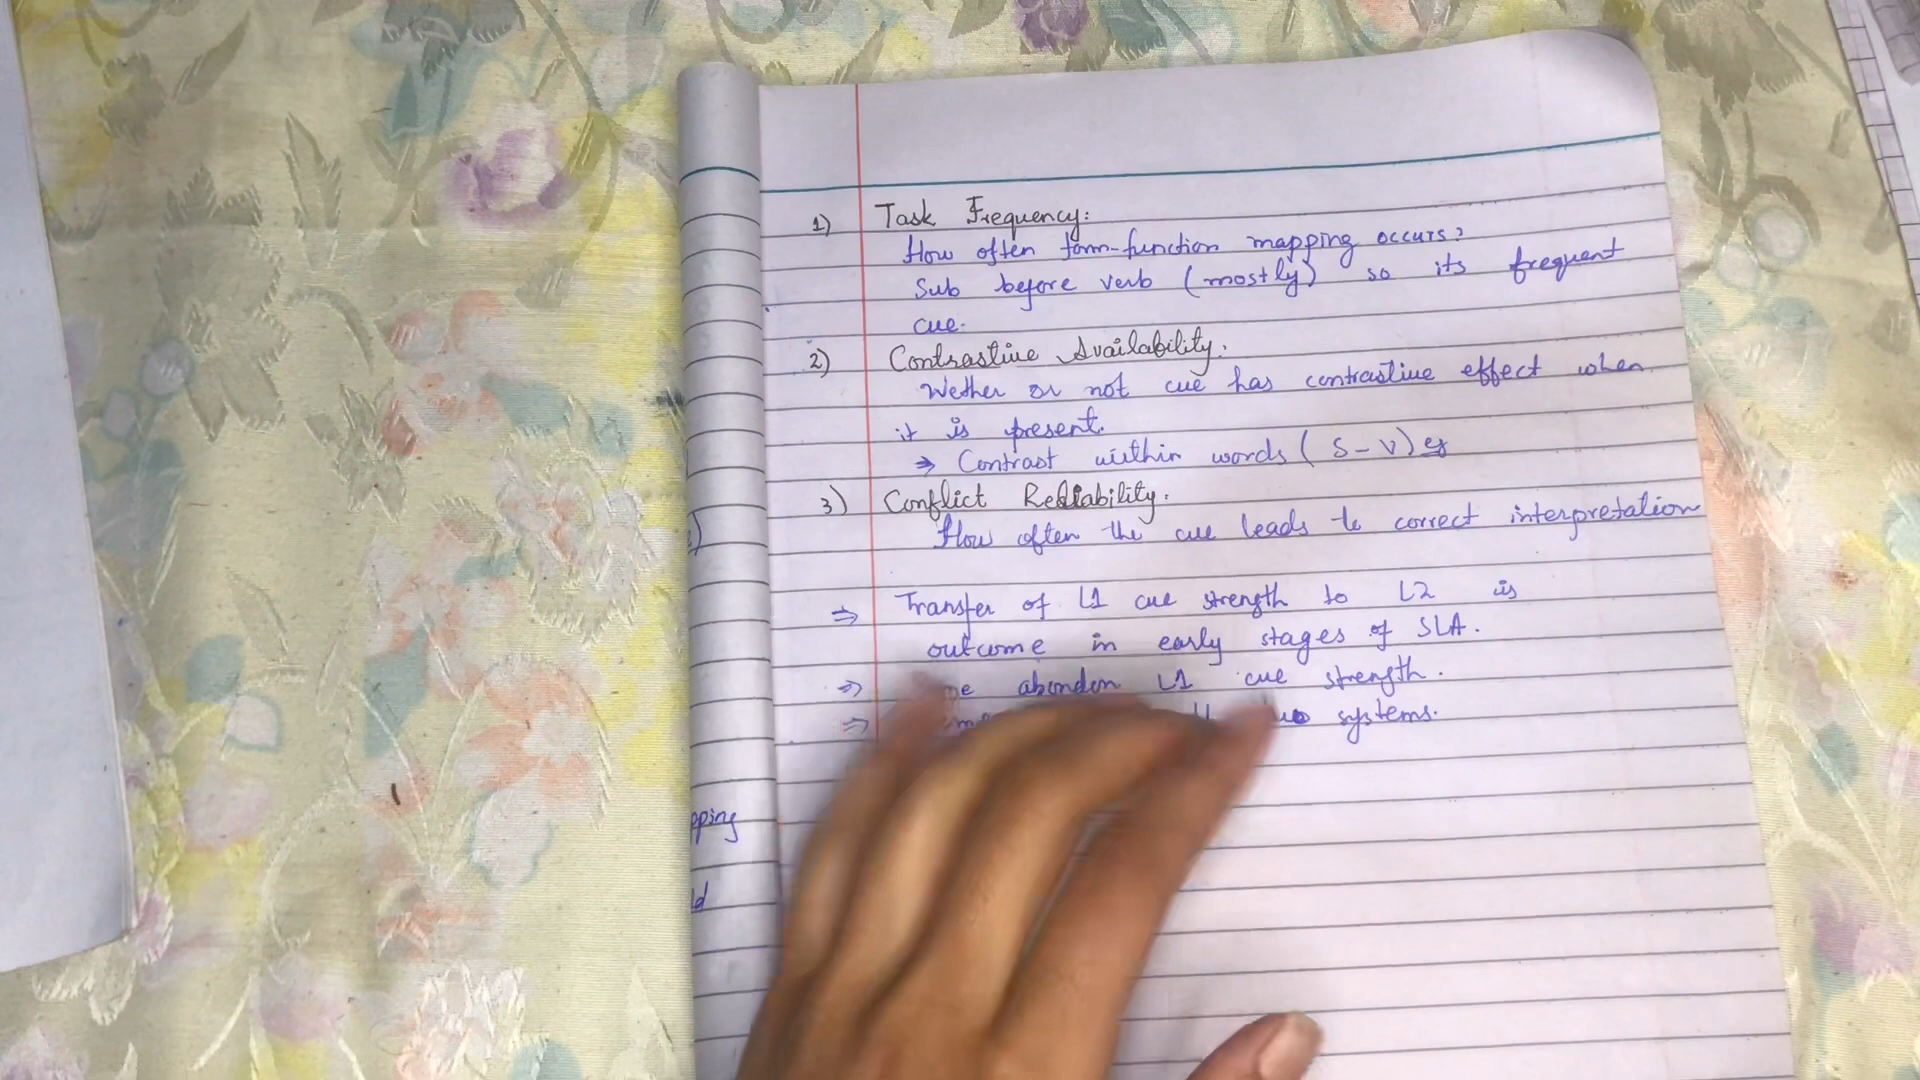 1) Task Frequency:
How often form-function mapping occurs?
Sub before verb (mostly) so its frequent
cue.
2) Contrastive Availability.
Wether or not cue has contrastive effect when
it is present.
→ Contrast within words ( S - V )
3) Conflict Reliability.
How often the cue leads to correct interpretation
⇒ Transfer of L1 cue strength to L2 is
outcome in early stages of SLA.
⇒ abondon L1 cue strength.
⇒ systems.
pping
ld